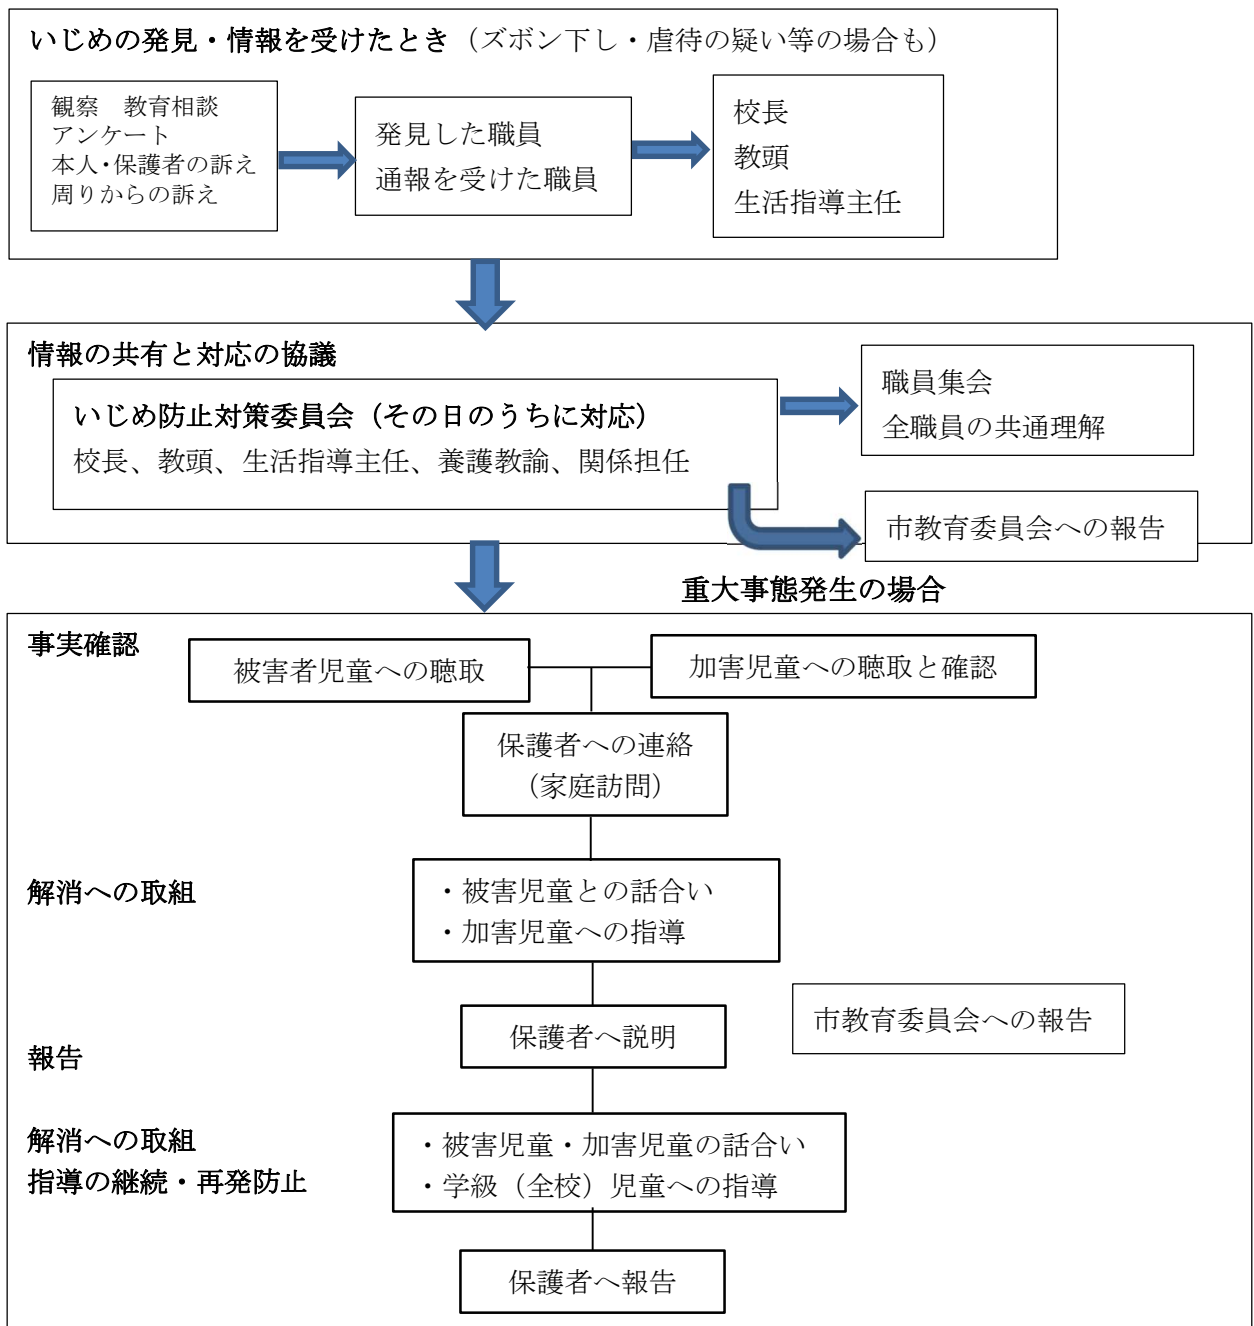 いじめの発見・情報を受けたとき（ズボン下し・虐待の疑い等の場合も）
観察　教育相談
アンケート
本人・保護者の訴え
周りからの訴え
発見した職員
通報を受けた職員
校長
教頭
生活指導主任
情報の共有と対応の協議
いじめ防止対策委員会（その日のうちに対応）
校長、教頭、生活指導主任、養護教諭、関係担任
職員集会
全職員の共通理解
市教育委員会への報告
重大事態発生の場合
事実確認
被害者児童への聴取
加害児童への聴取と確認
保護者への連絡
（家庭訪問）
解消への取組
・被害児童との話合い
・加害児童への指導
市教育委員会への報告
保護者へ説明
報告
解消への取組
指導の継続・再発防止
・被害児童・加害児童の話合い
・学級（全校）児童への指導
保護者へ報告